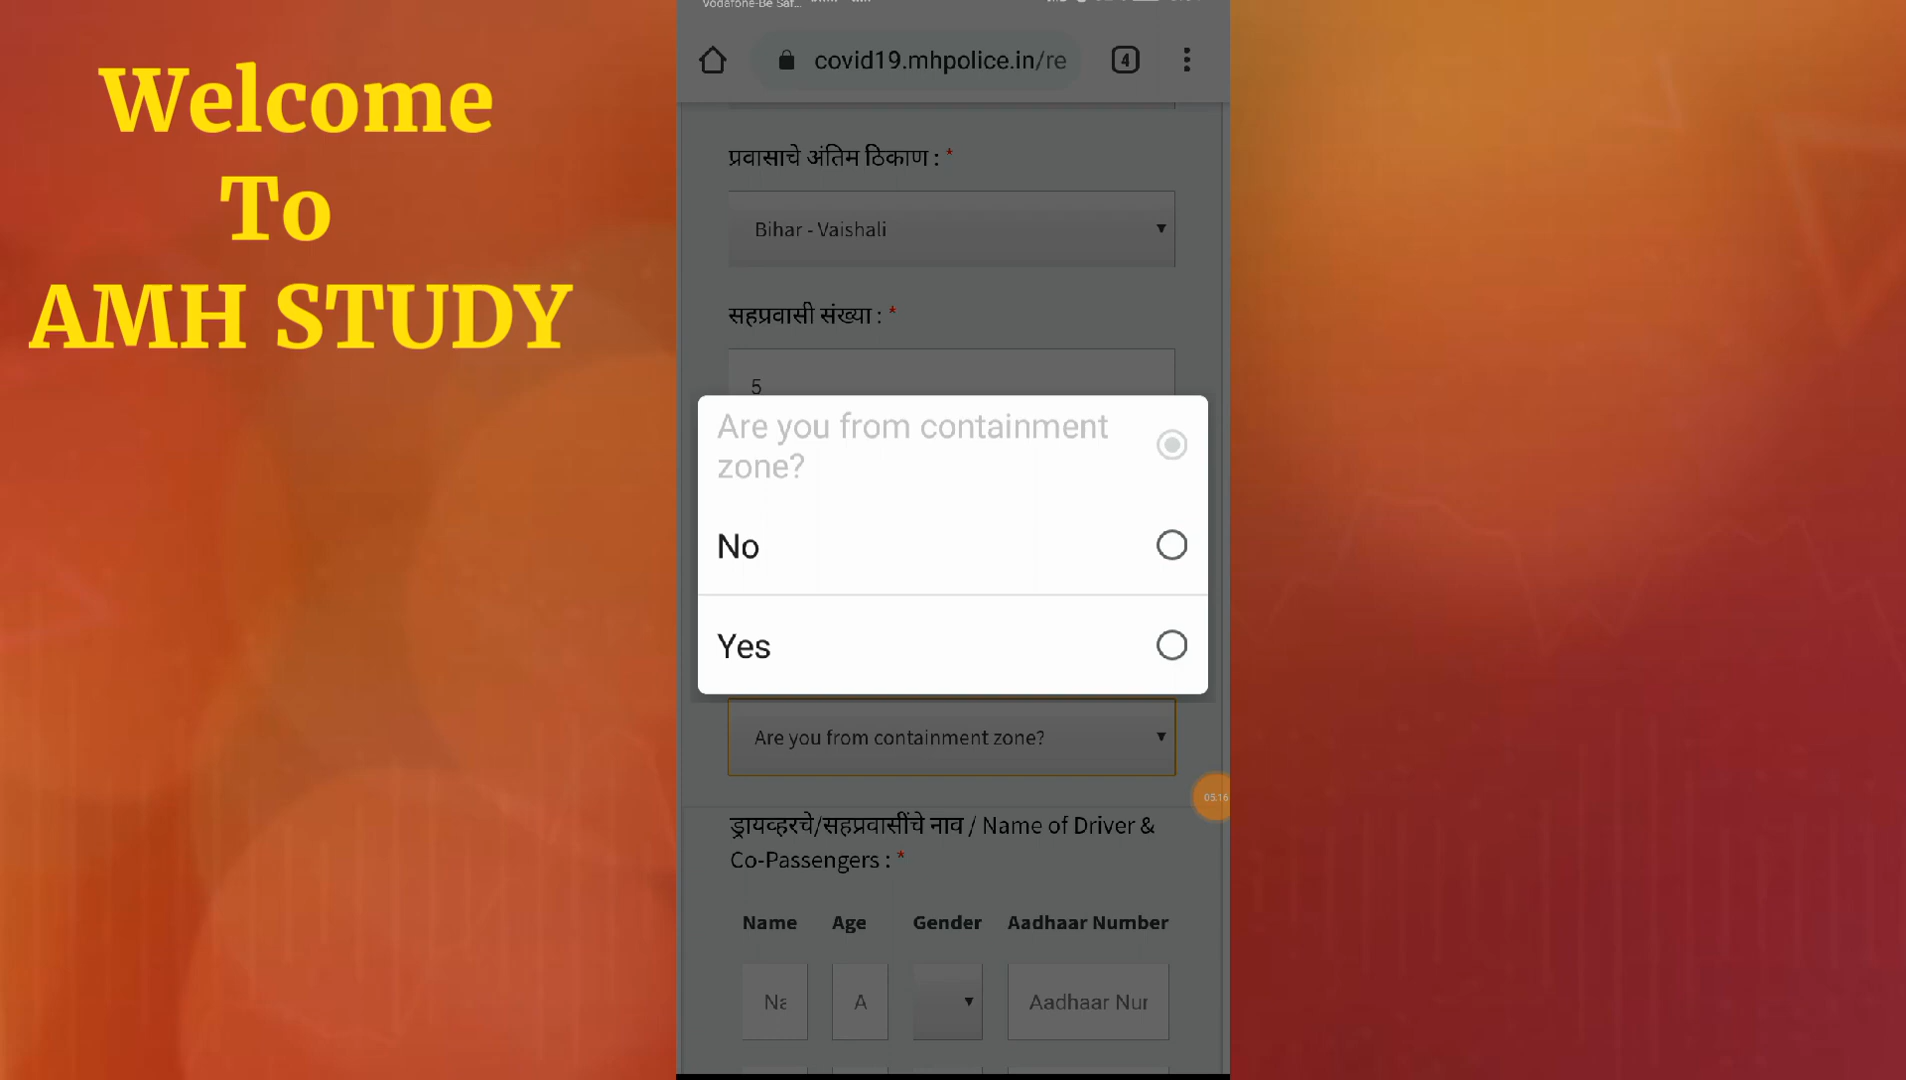 Welcome
To
AMH STUDY
covid19.mhpolice.in/re
4
प्रवासाचे अंतिम ठिकाण : *
Bihar - Vaishali
सहप्रवासी संख्या : *
5
Are you from containment
zone?
No
Yes
Are you from containment zone?
05:16
ड्रायव्हरचे/सहप्रवासींचे नाव / Name of Driver &
Co-Passengers : *
Name Age Gender Aadhaar Number
Na A Aadhaar Nur